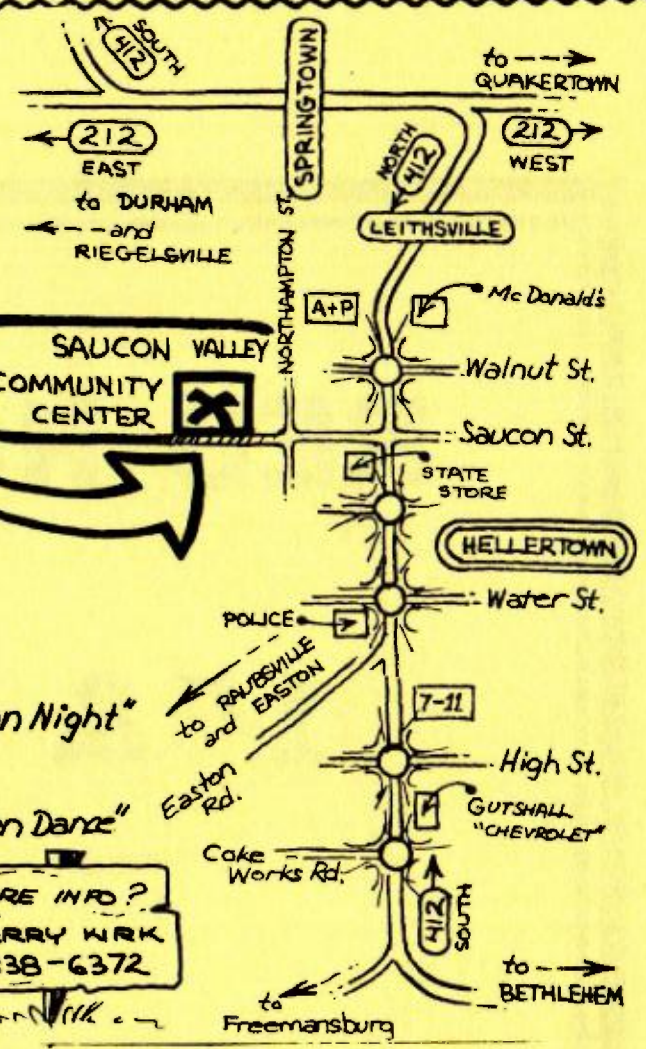 SOUTH
412
SPRINGTOWN
to
QUAKERTOWN
212
EAST
212
WEST
NORTH
412
to DURHAM
and
RIEGELSVILLE
LEITHSVILLE
NORTHAMPTON ST.
A+P
McDonald's
SAUCON VALLEY
COMMUNITY
CENTER
Walnut St.
Saucon St.
STATE
STORE
HELLERTOWN
Water St.
POLICE
to RAUBSVILLE
and EASTON
Easton
Rd.
n Night"
7-11
High St.
GUTSHALL
"CHEVROLET"
n Dance"
Coke
Works Rd.
RE INFO?
RRY KIRK
38-6372
412
SOUTH
to
BETHLEHEM
to
Freemansburg